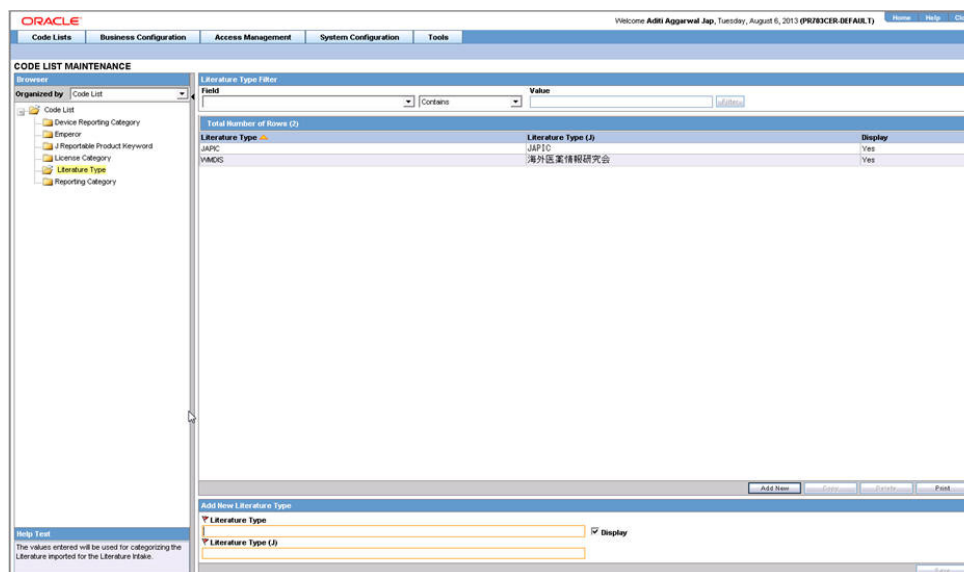 ORACLE
Welcome Aditi Aggarwal Jap, Tuesday, August 6, 2013 (PR703CER-DEFAULT)
Home Help Clo
Code Lists Business Configuration Access Management System Configuration Tools
CODE LIST MAINTENANCE
Browser
Organized by Code List
Code List
Device Reporting Category
Emperor
J Reportable Product Keyword
License Category
Literature Type
Reporting Category
Literature Type Filter
Field Value
Contains Filter
Total Number of Rows (2)
Literature Type Literature Type (J) Display
JAPIC JAPIC Yes
WMDIS 海外医薬情報研究会 Yes
Add New Copy Delete Print
Add New Literature Type
Literature Type
Display
Literature Type (J)
Save
Help Text
The values entered will be used for categorizing the
Literature imported for the Literature Intake.